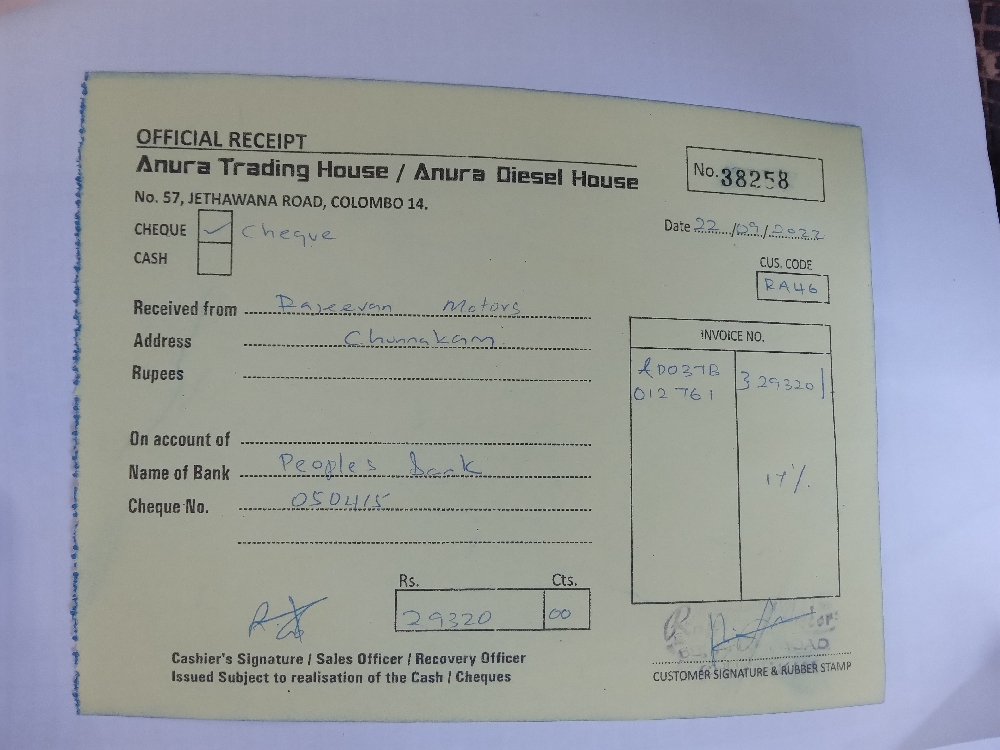 OFFICIAL RECEIPT
Anura Trading House / Anura Diesel House
No. 57, JETHAWANA ROAD, COLOMBO 14.
No. 38258
Date 22/09/2022
CHEQUE ✓ Cheque
CASH
CUS. CODE
RA46
Received from Rajeevan Motors
Address Chunnakam
Rupees
INVOICE NO.
AD037B
012761
29320
17%
On account of
Name of Bank Peoples Bank
Cheque No. 050415
Rs. Cts.
29320 00
Cashier's Signature / Sales Officer / Recovery Officer
Issued Subject to realisation of the Cash / Cheques
CUSTOMER SIGNATURE & RUBBER STAMP